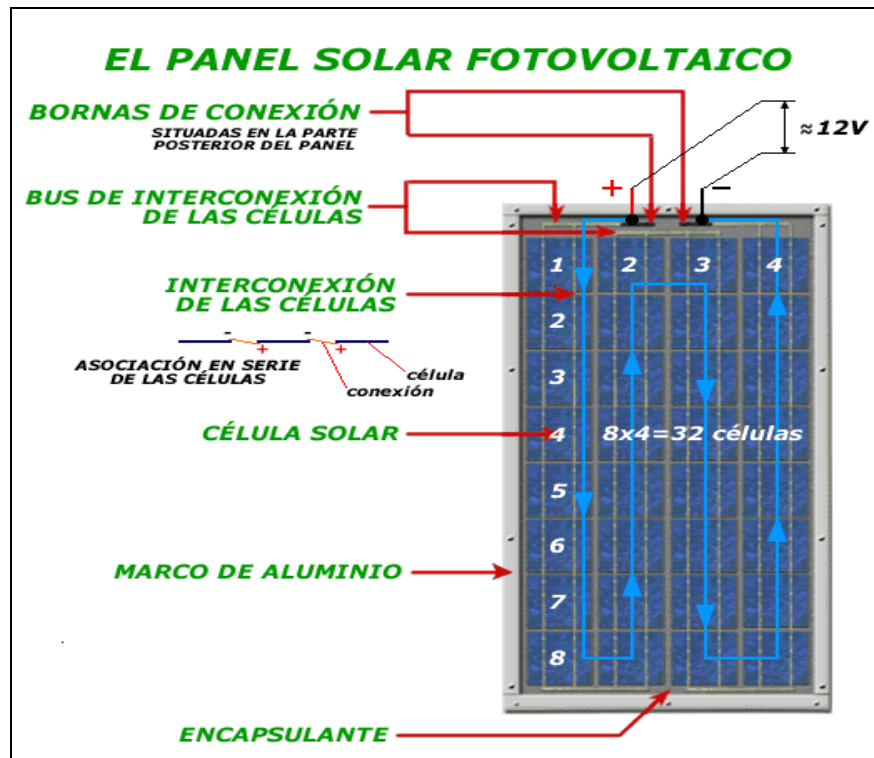 EL PANEL SOLAR FOTOVOLTAICO
BORNAS DE CONEXIÓN
SITUADAS EN LA PARTE
POSTERIOR DEL PANEL
≈12V
+ −
BUS DE INTERCONEXIÓN
DE LAS CÉLULAS
1 2 3 4
INTERCONEXIÓN
DE LAS CÉLULAS
2
- -
+ +
ASOCIACIÓN EN SERIE
DE LAS CÉLULAS
célula
conexión
3
CÉLULA SOLAR
4 8x4=32 células
5
6
MARCO DE ALUMINIO
7
8
ENCAPSULANTE